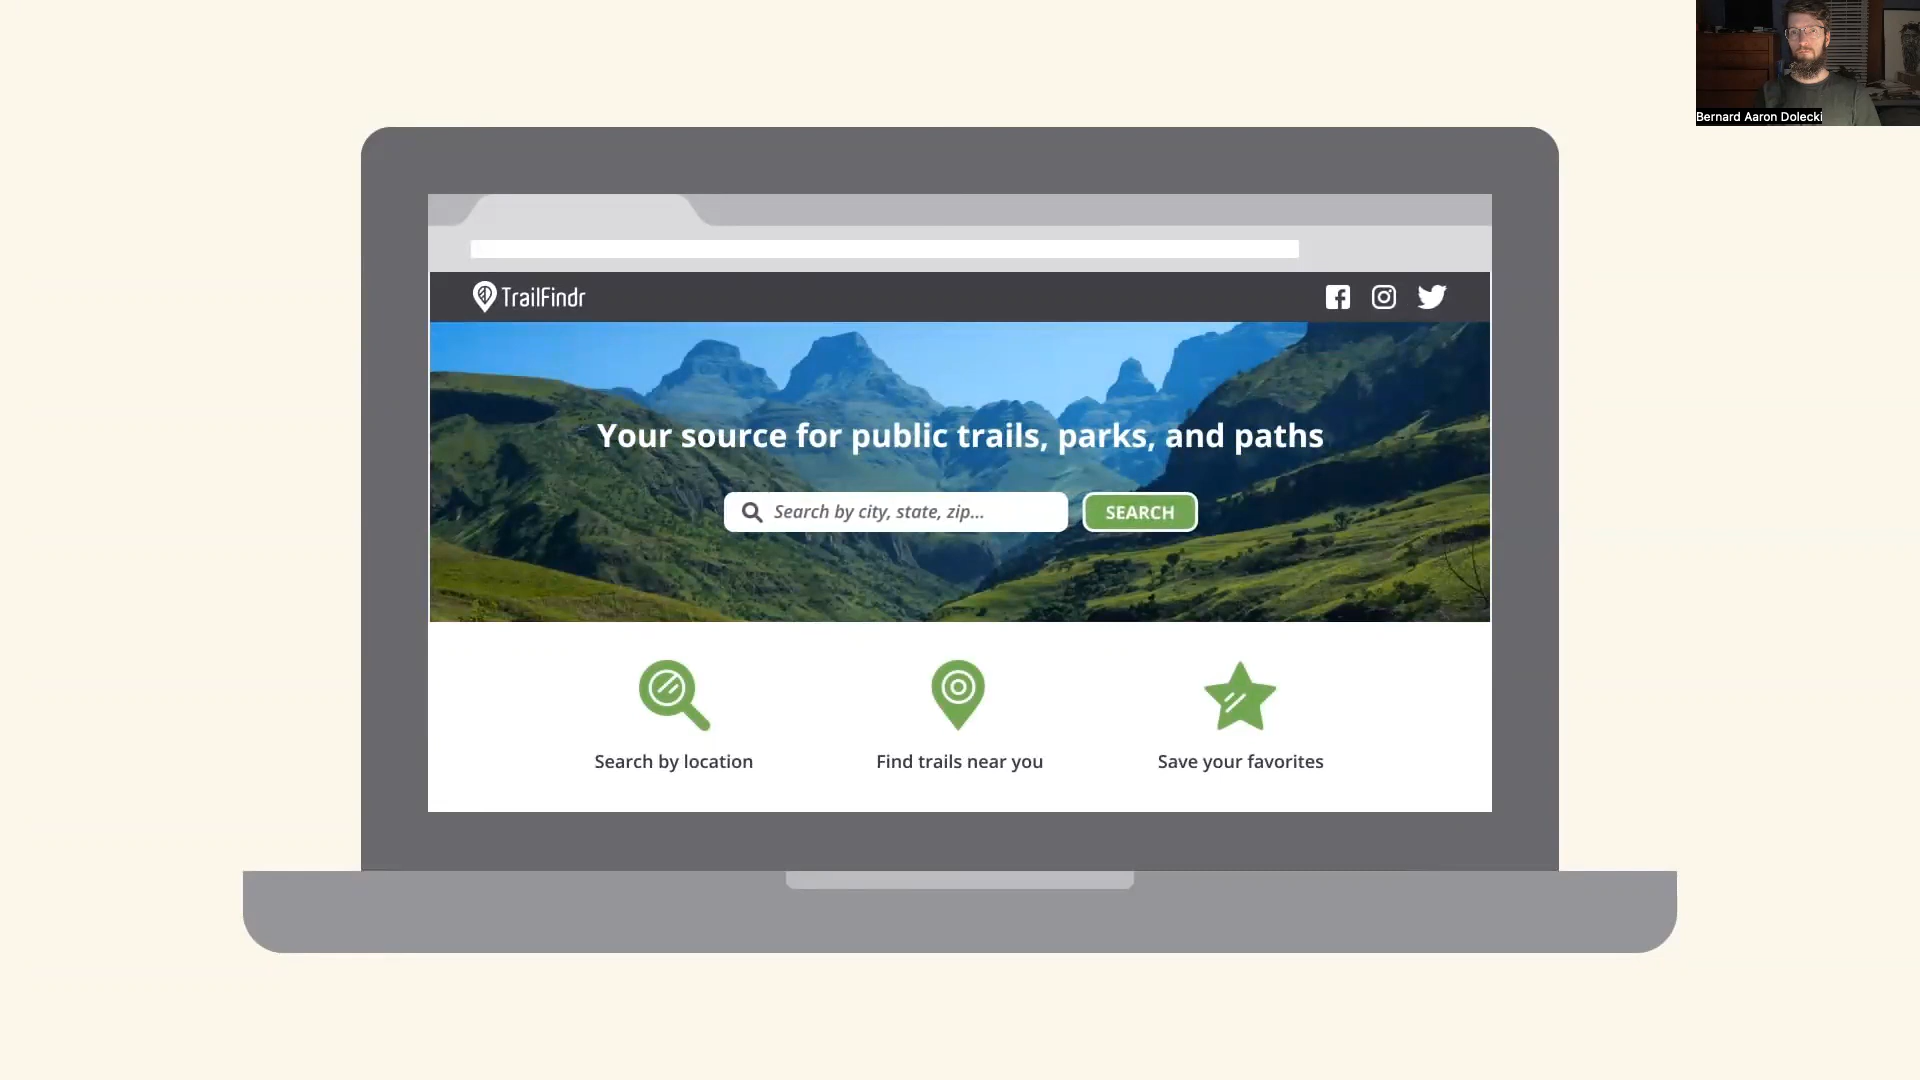 Bernard Aaron Dolecki
TrailFindr
Your source for public trails, parks, and paths
Search by city, state, zip...
SEARCH
Search by location
Find trails near you
Save your favorites